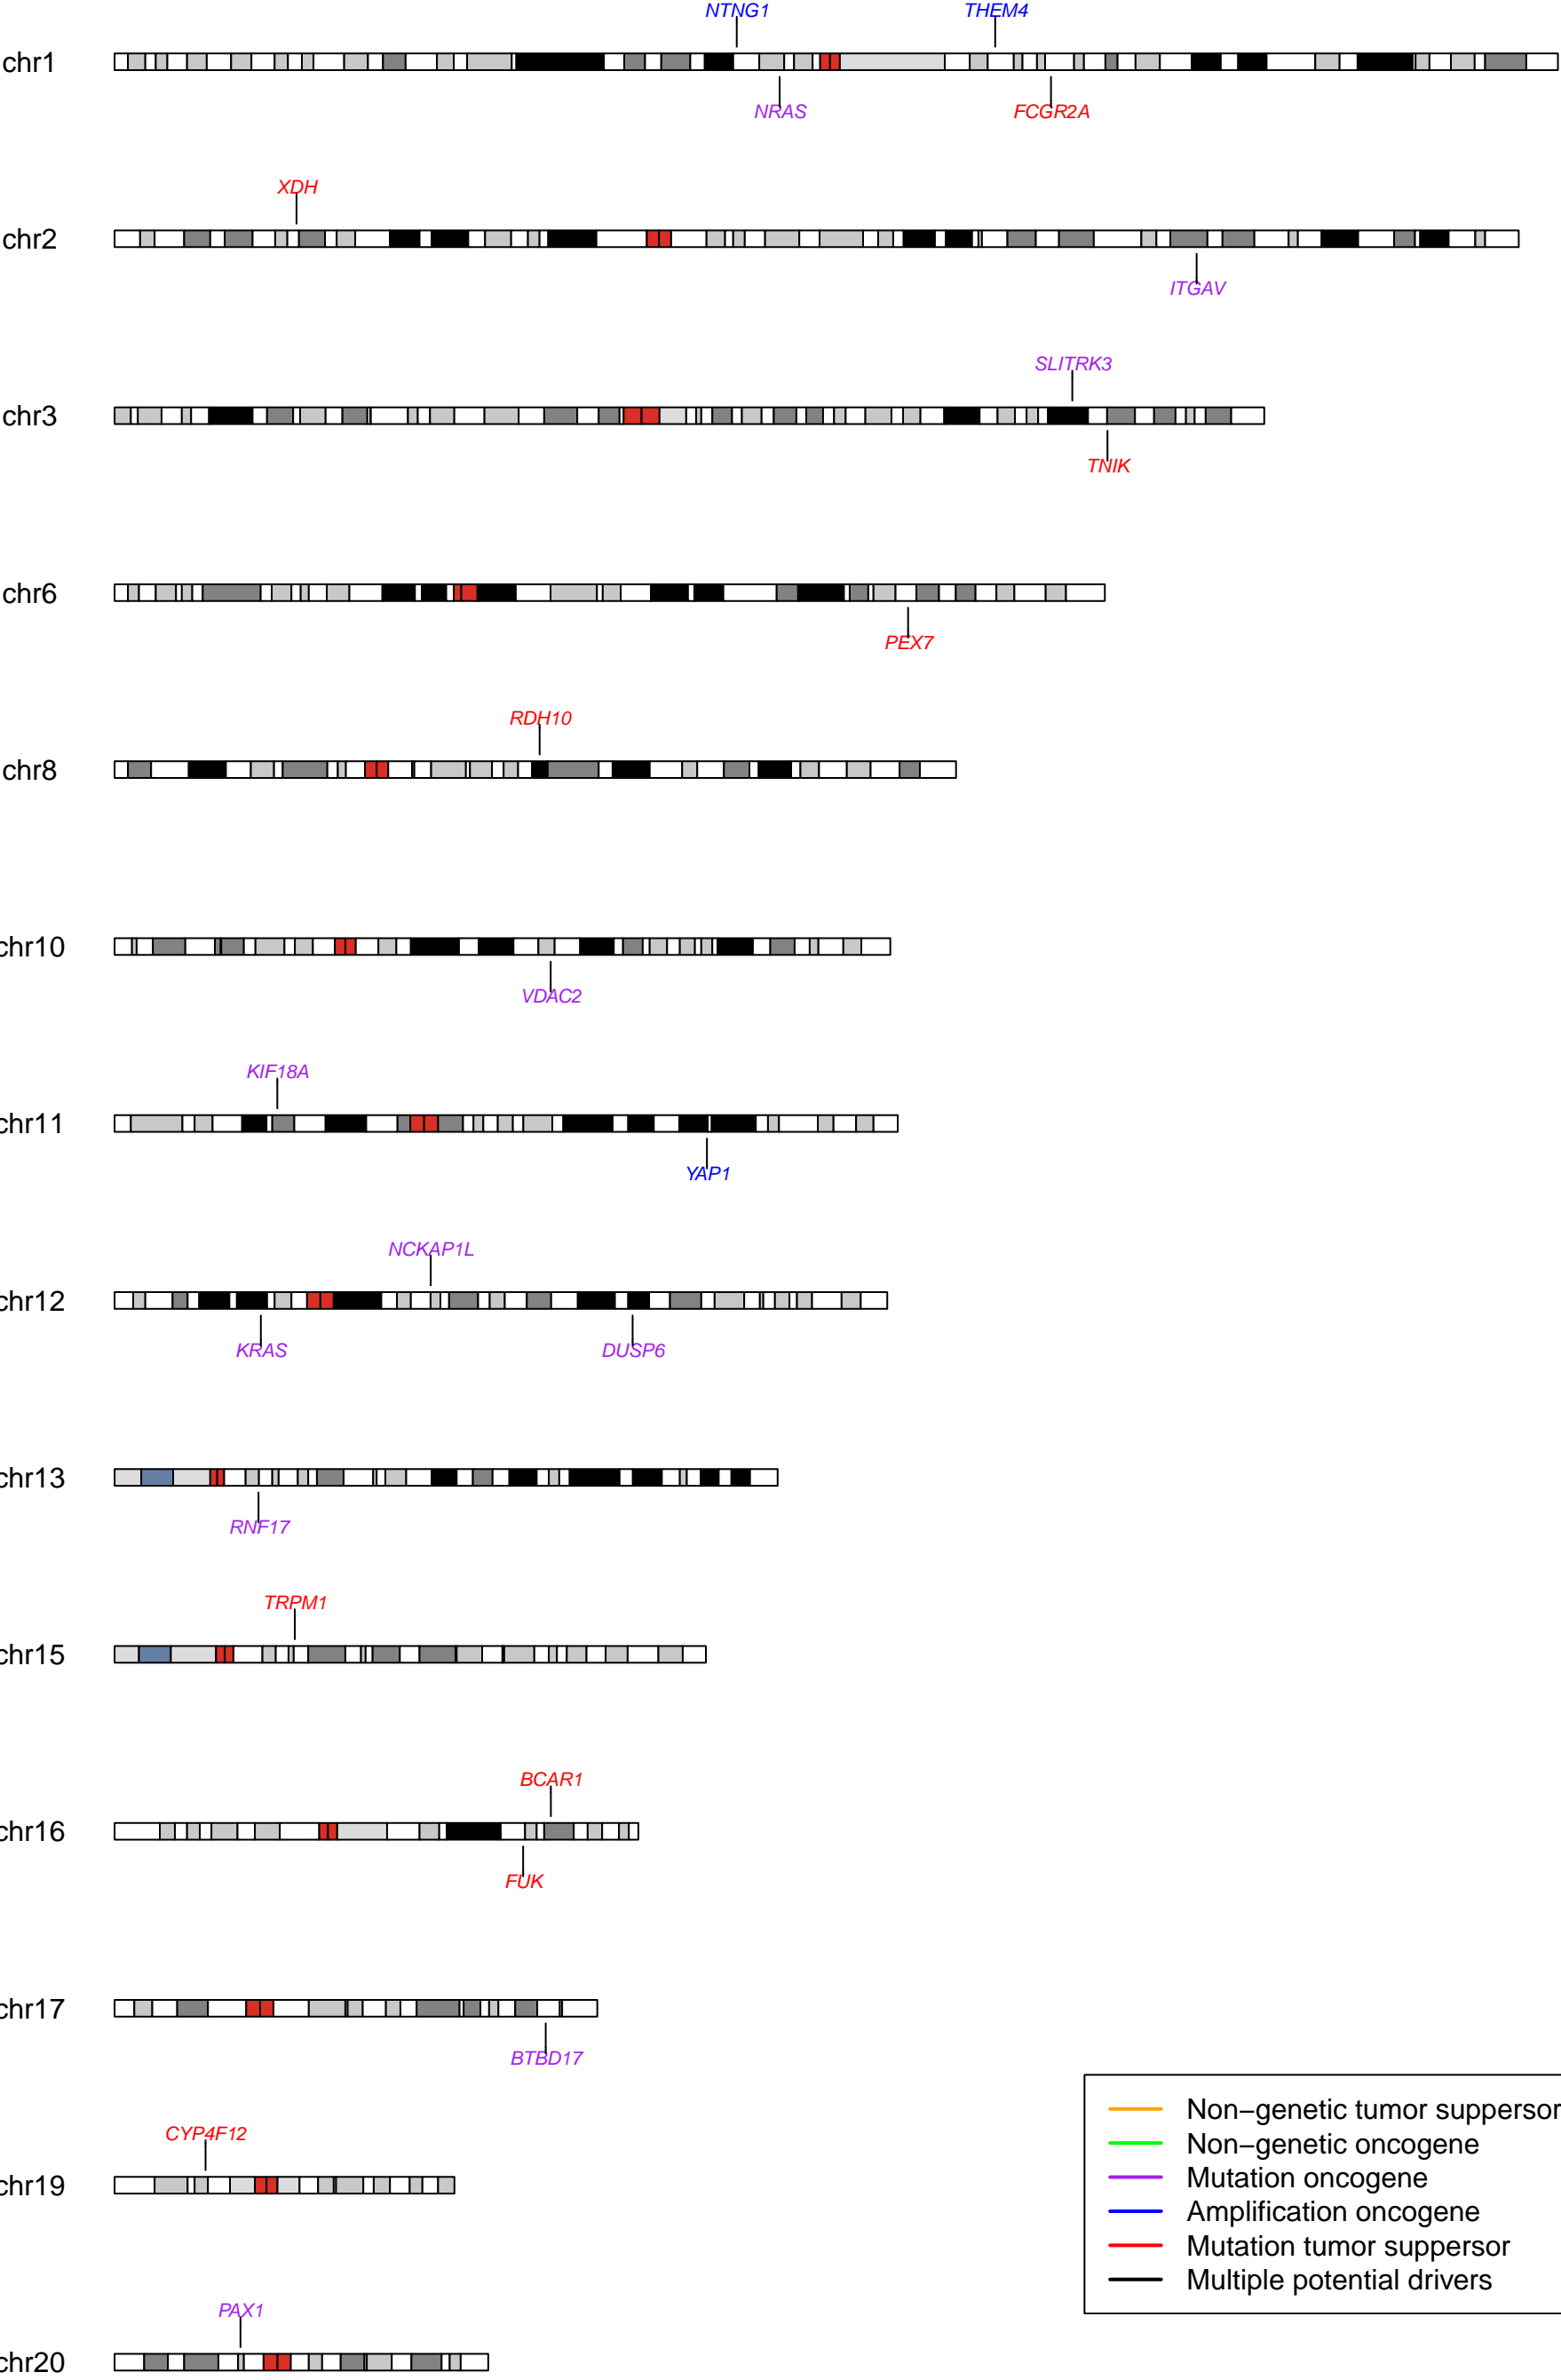 NTNG1 THEM4
chr1
NRAS FCGR2A
XDH
chr2
ITGAV
SLITRK3
chr3
TNIK
chr6
PEX7
RDH10
chr8
chr10
VDAC2
KIF18A
chr11
YAP1
NCKAP1L
chr12
KRAS DUSP6
chr13
RNF17
TRPM1
chr15
BCAR1
chr16
FUK
chr17
BTBD17
CYP4F12
chr19
PAX1
chr20
Non−genetic tumor suppersor
Non−genetic oncogene
Mutation oncogene
Amplification oncogene
Mutation tumor suppersor
Multiple potential drivers